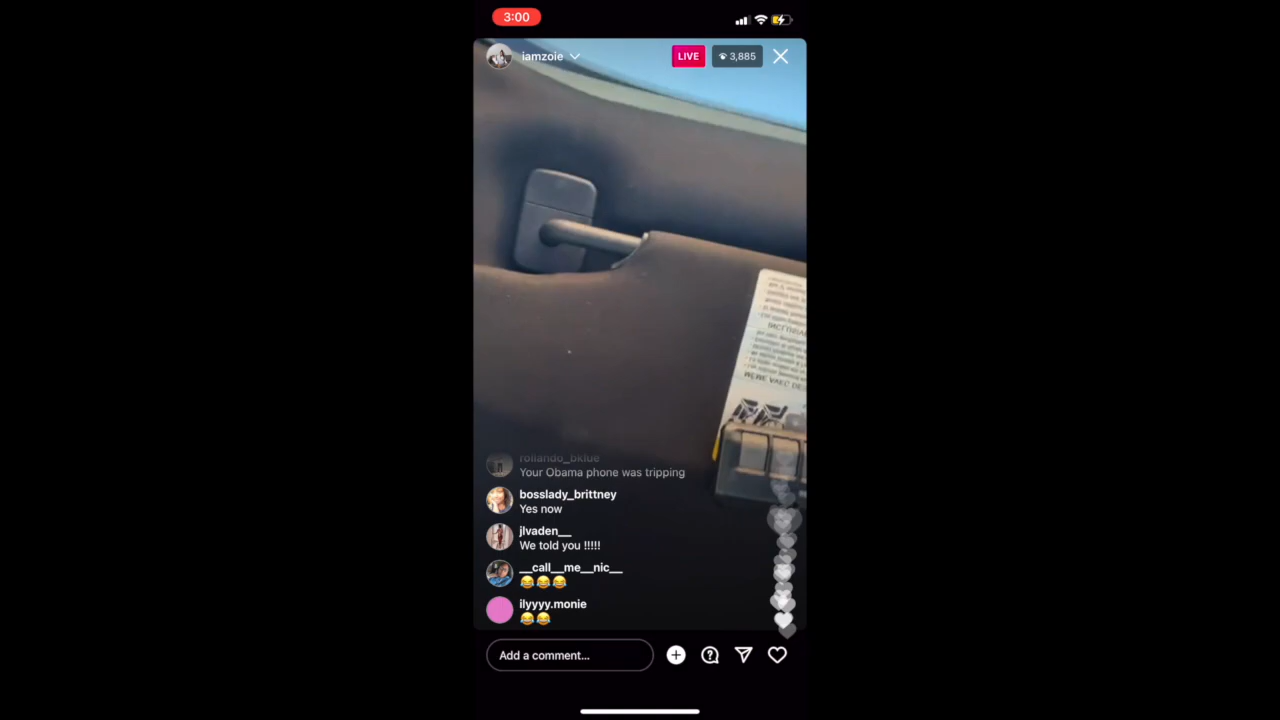 3:00
iamzoie
LIVE
3,885
rollando_bklue
Your Obama phone was tripping
bosslady_brittney
Yes now
jlvaden__
We told you !!!!!
__call__me__nic__
😂😂😂
ilyyyy.monie
😂😂
Add a comment...